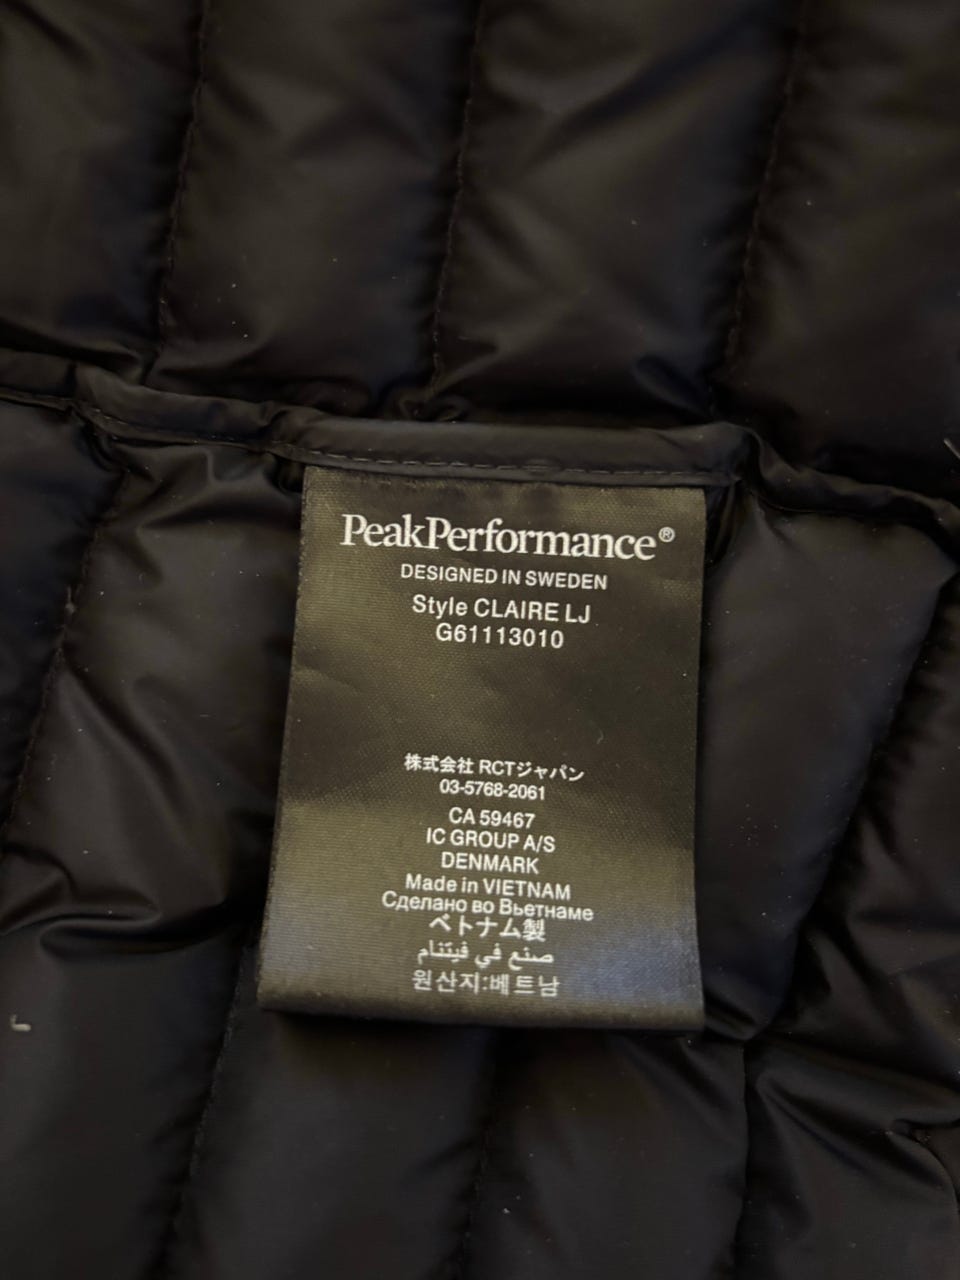 PeakPerformance®
DESIGNED IN SWEDEN
Style CLAIRE LJ
G61113010
株式会社 RCTジャパン
03-5768-2061
CA 59467
IC GROUP A/S
DENMARK
Made in VIETNAM
Сделано во Вьетнаме
ベトナム製
صنع في فيتنام
원산지:베트남